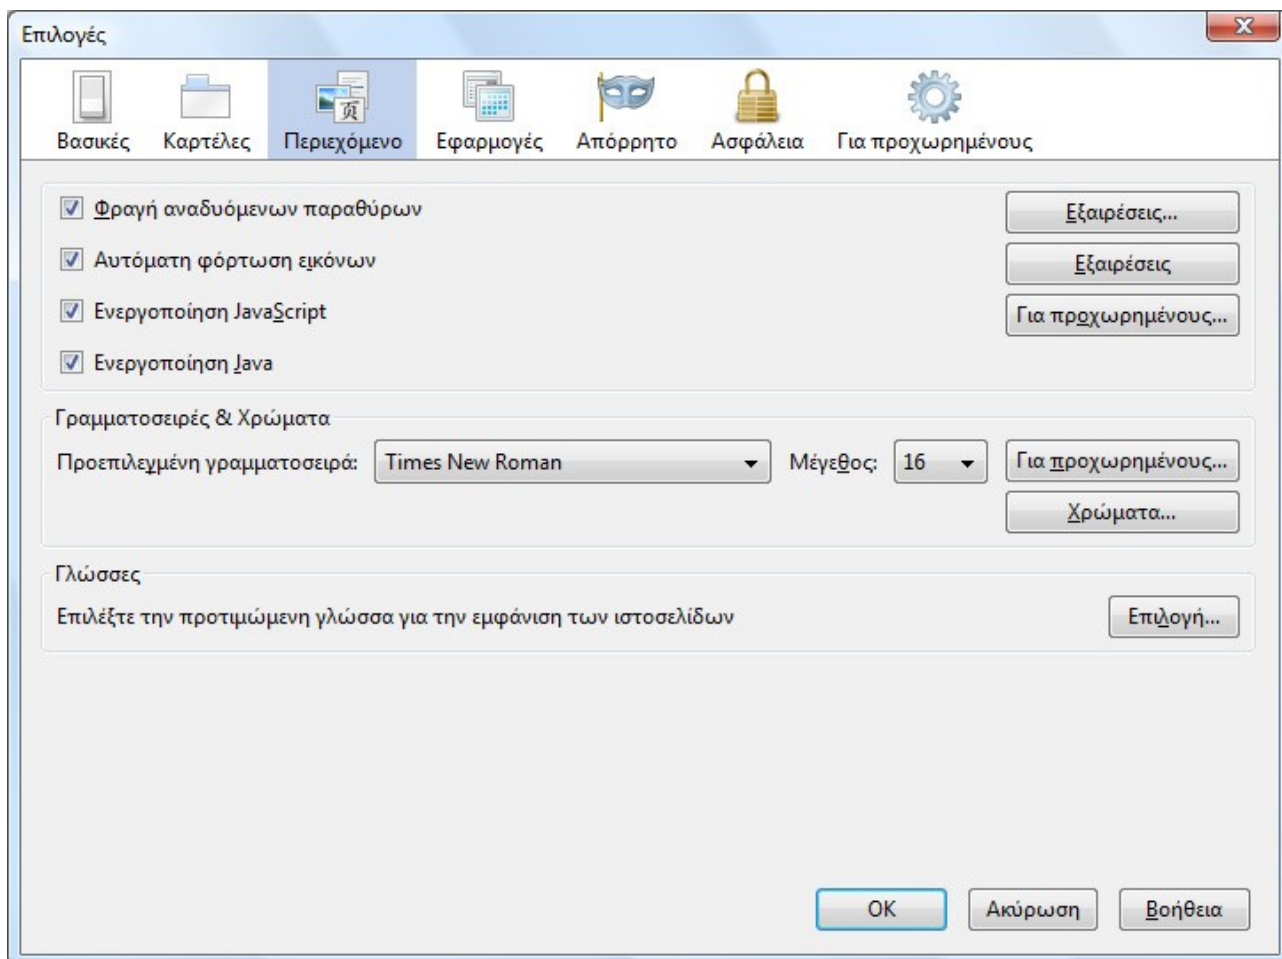 Επιλογές
Βασικές Καρτέλες Περιεχόμενο Εφαρμογές Απόρρητο Ασφάλεια Για προχωρημένους
页
Φραγή αναδυόμενων παραθύρων Εξαιρέσεις...
Αυτόματη φόρτωση εικόνων Εξαιρέσεις
Ενεργοποίηση JavaScript Για προχωρημένους...
Ενεργοποίηση Java
Γραμματοσειρές & Χρώματα
Προεπιλεγμένη γραμματοσειρά: Times New Roman Μέγεθος: 16 Για προχωρημένους...
Χρώματα...
Γλώσσες
Επιλέξτε την προτιμώμενη γλώσσα για την εμφάνιση των ιστοσελίδων Επιλογή...
OK Ακύρωση Βοήθεια